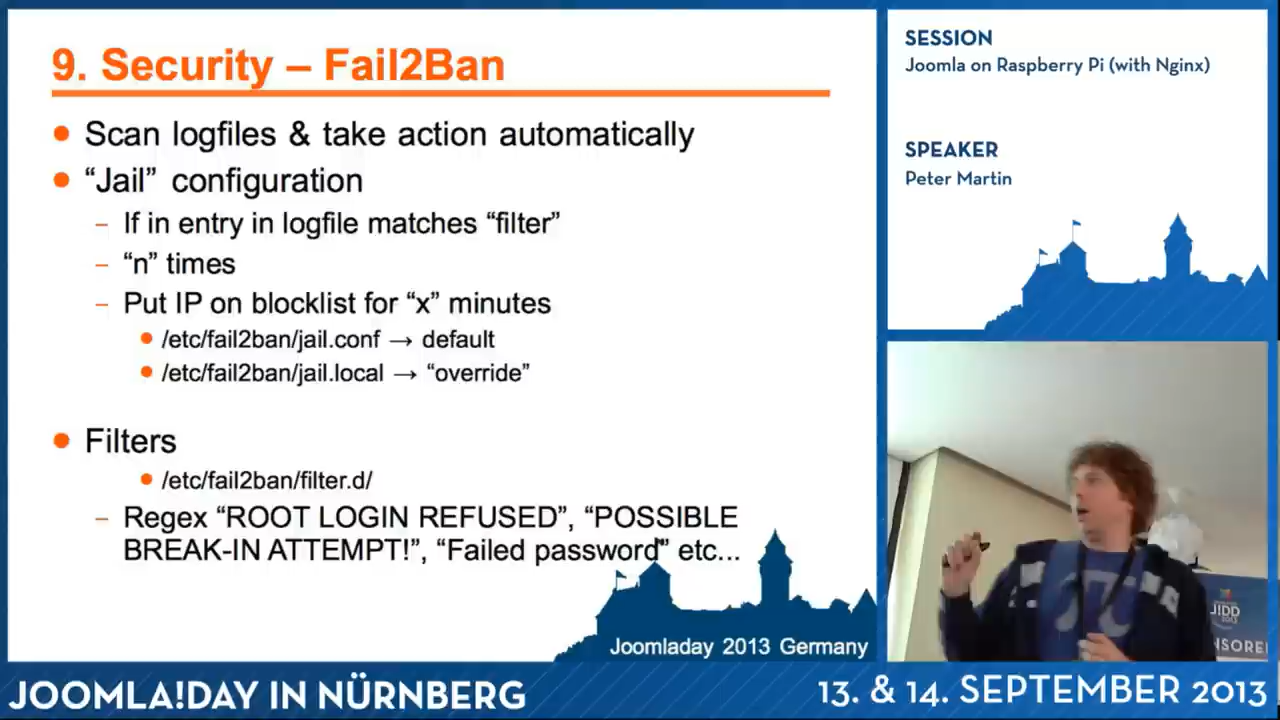 9. Security – Fail2Ban
Scan logfiles & take action automatically
“Jail” configuration
– If in entry in logfile matches “filter”
– “n” times
– Put IP on blocklist for “x” minutes
/etc/fail2ban/jail.conf → default
/etc/fail2ban/jail.local → “override”
Filters
/etc/fail2ban/filter.d/
– Regex “ROOT LOGIN REFUSED”, “POSSIBLE
BREAK-IN ATTEMPT!”, “Failed password” etc...
Joomladay 2013 Germany
SESSION
Joomla on Raspberry Pi (with Nginx)
SPEAKER
Peter Martin
JIDD
2013
JOOMLA!DAY IN NÜRNBERG
13. & 14. SEPTEMBER 2013